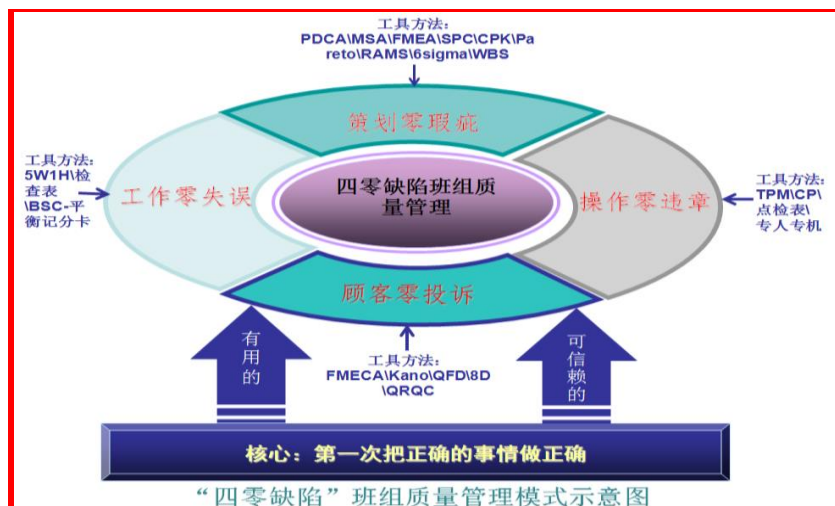 工具方法：
PDCA\MSA\FMEA\SPC\CPK\Pa
reto\RAMS\6sigma\WBS
策划零瑕疵
工具方法：
5W1H\检
查表
\BSC-平
衡记分卡
工作零失误
四零缺陷班组质
量管理
操作零违章
工具方法：
TPM\CP\
点检表\
专人专机
顾客零投诉
有用的
工具方法：
FMECA\Kano\QFD\8D
\QRQC
可信赖的
核心：第一次把正确的事情做正确
“四零缺陷”班组质量管理模式示意图